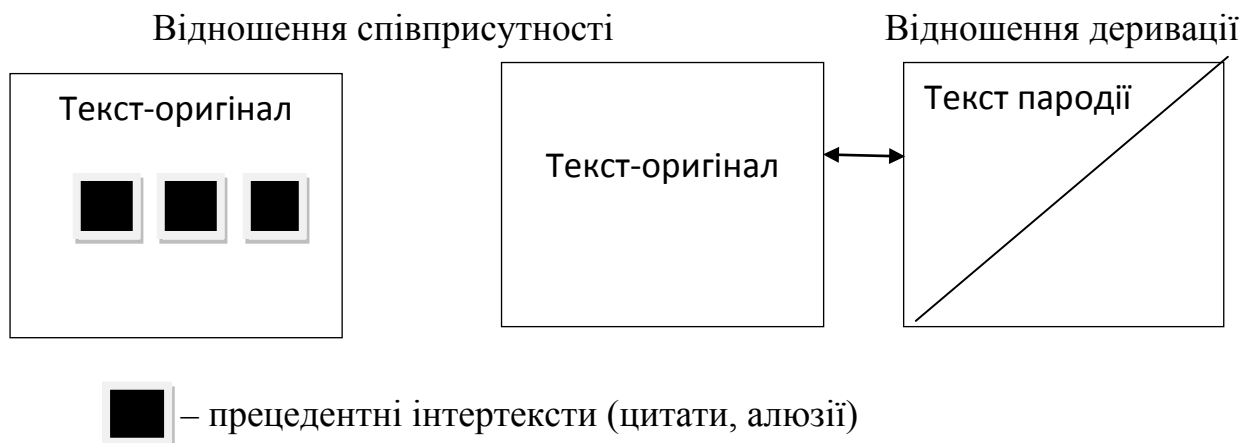 Відношення співприсутності
Відношення деривації
Текст-оригінал
Текст-оригінал
Текст пародії
– прецедентні інтертексти (цитати, алюзії)